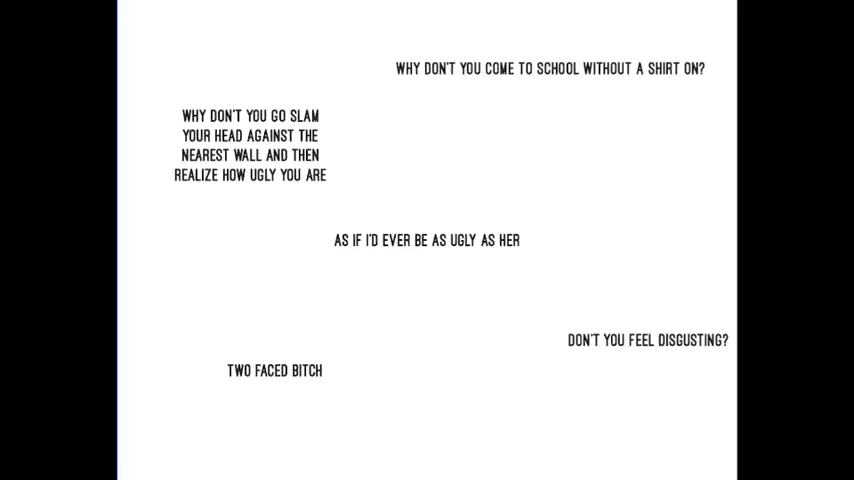 WHY DON'T YOU COME TO SCHOOL WITHOUT A SHIRT ON?
WHY DON'T YOU GO SLAM
YOUR HEAD AGAINST THE
NEAREST WALL AND THEN
REALIZE HOW UGLY YOU ARE
AS IF I'D EVER BE AS UGLY AS HER
DON'T YOU FEEL DISGUSTING?
TWO FACED BITCH